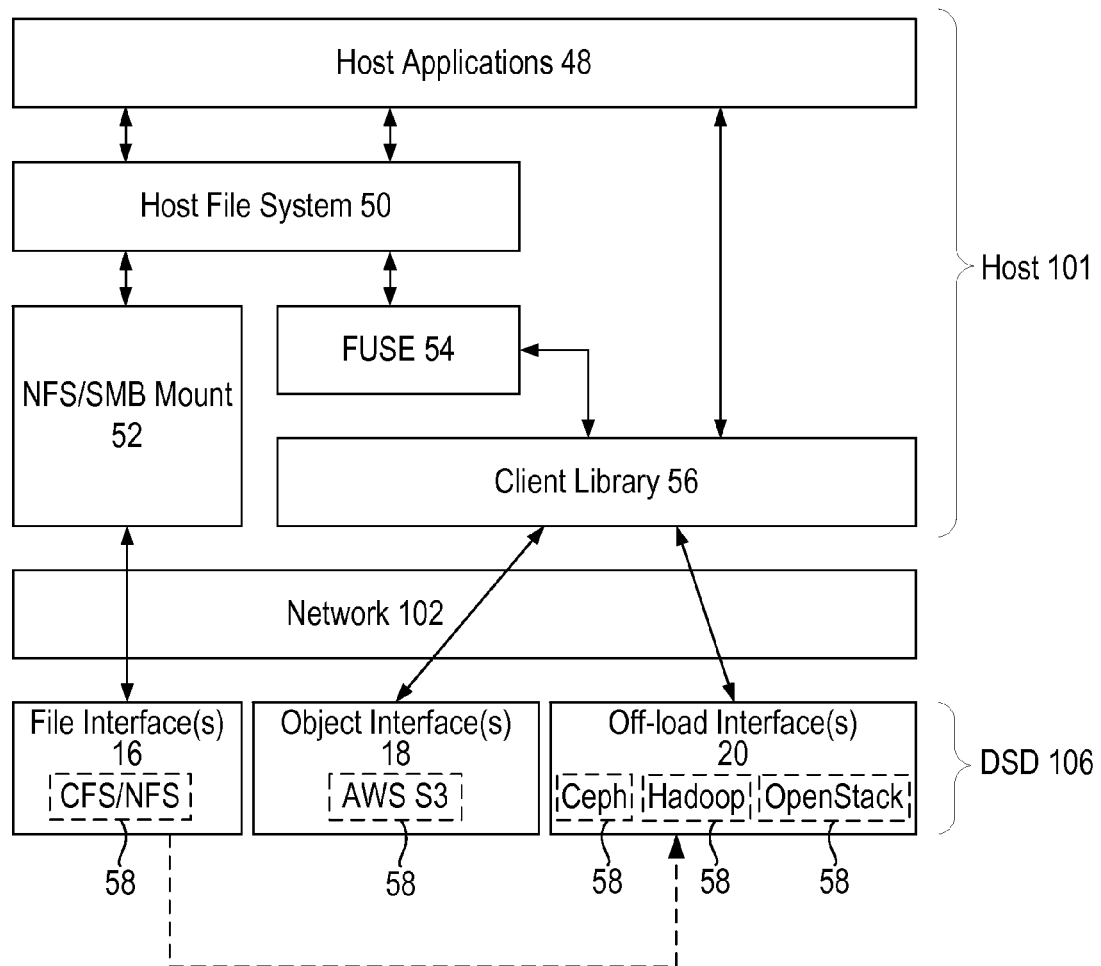 Host Applications 48
Host File System 50
Host 101
FUSE 54
NFS/SMB Mount
52
Client Library 56
Network 102
File Interface(s)
16
CFS/NFS
Object Interface(s)
18
AWS S3
Off-load Interface(s)
20
Ceph Hadoop OpenStack
DSD 106
58 58 58 58 58